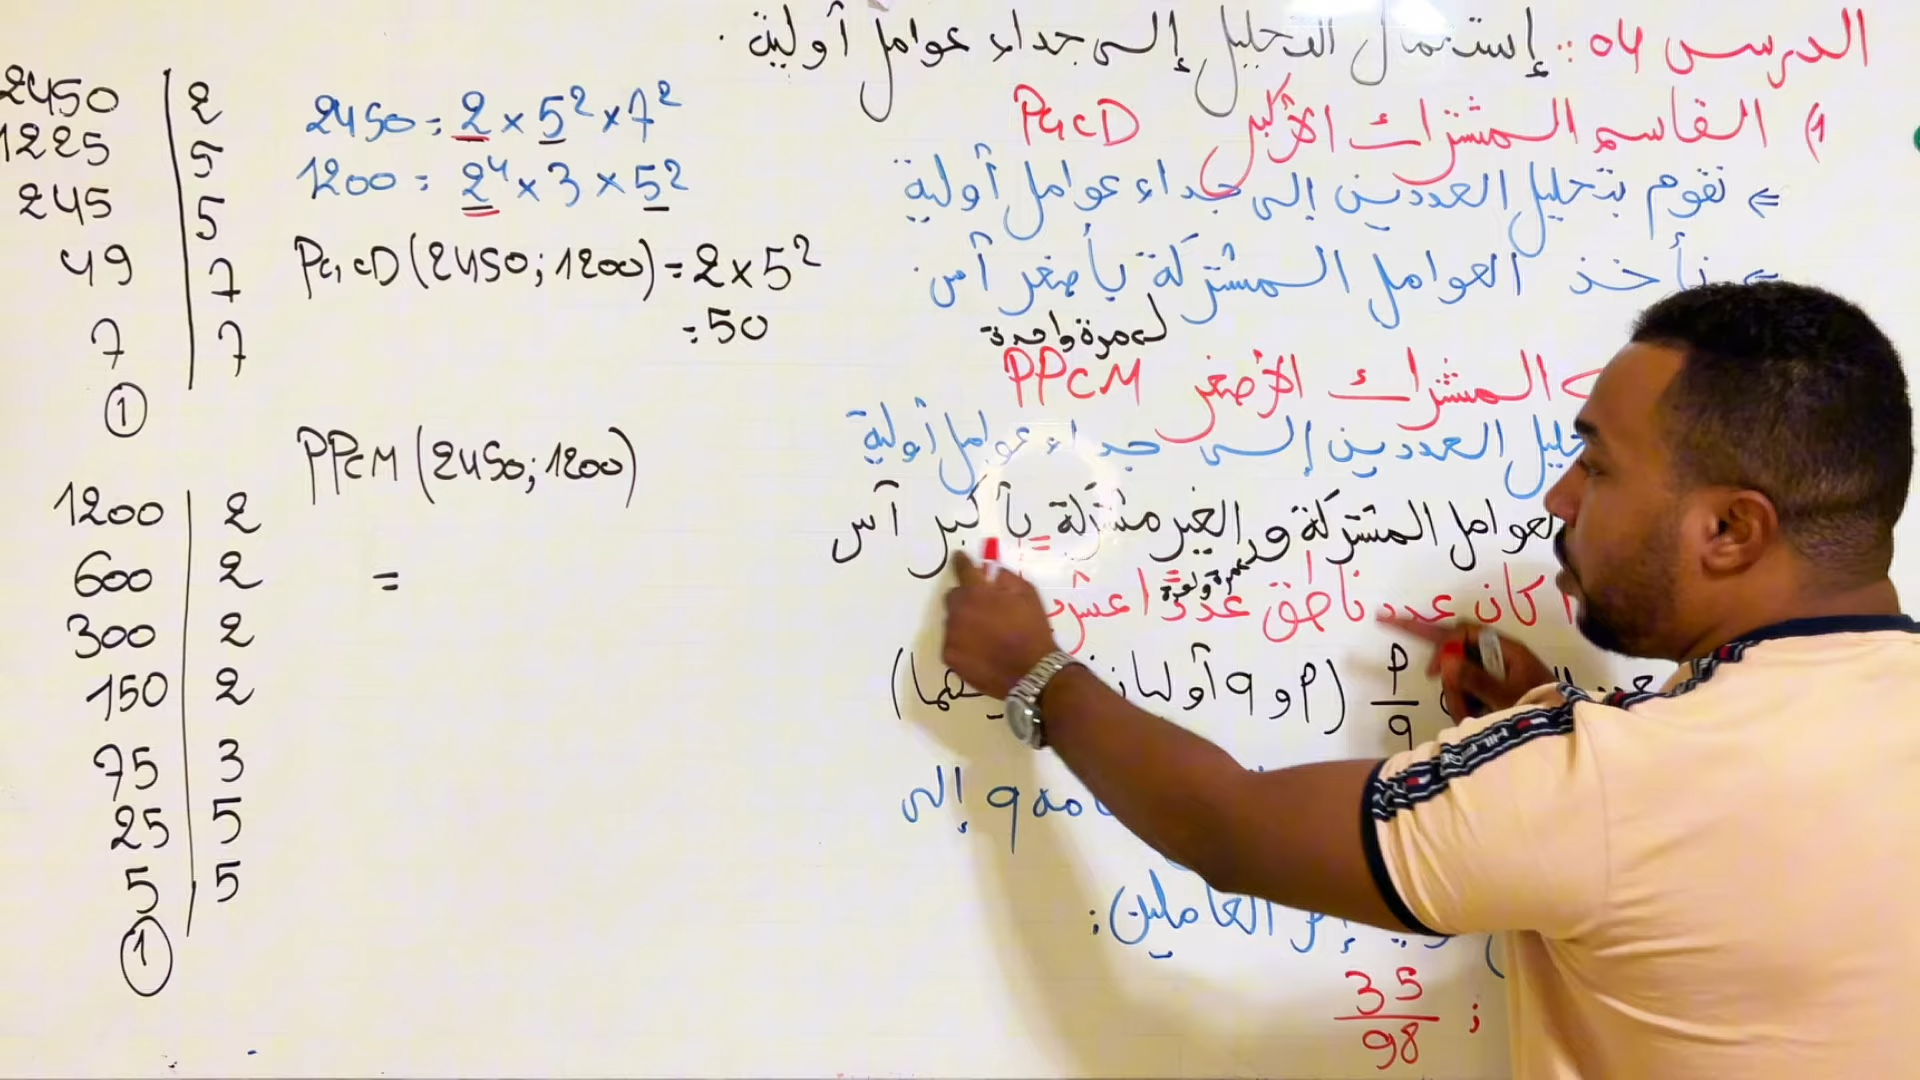 الدرس 04 : إستعمال التحليل إلى جداء عوامل أولية .
1) القاسم المشترك الأكبر PGCD
⇐ نقوم بتحليل العددين إلى جداء عوامل أولية
نأخذ العوامل المشتركة بأصغر أس.
لمرة واحدة
المشترك الأصغر PPCM
العددين إلى جداء عوامل أولية
العوامل المشتركة و الغير مشتركة بأكبر أس
لمرة واحدة
كان عدد ناطق عددًا
p/q (p و q أوليان
q إلى
العاملين:
35/98 ;
2450 | 2
1225 | 5
245 | 5
49 | 7
7 | 7
1
2450 = 2 × 5² × 7²
1200 = 2⁴ × 3 × 5²
PGCD(2450;1200) = 2 × 5²
= 50
PPCM(2450;1200)
=
1200 | 2
600 | 2
300 | 2
150 | 2
75 | 3
25 | 5
5 | 5
1